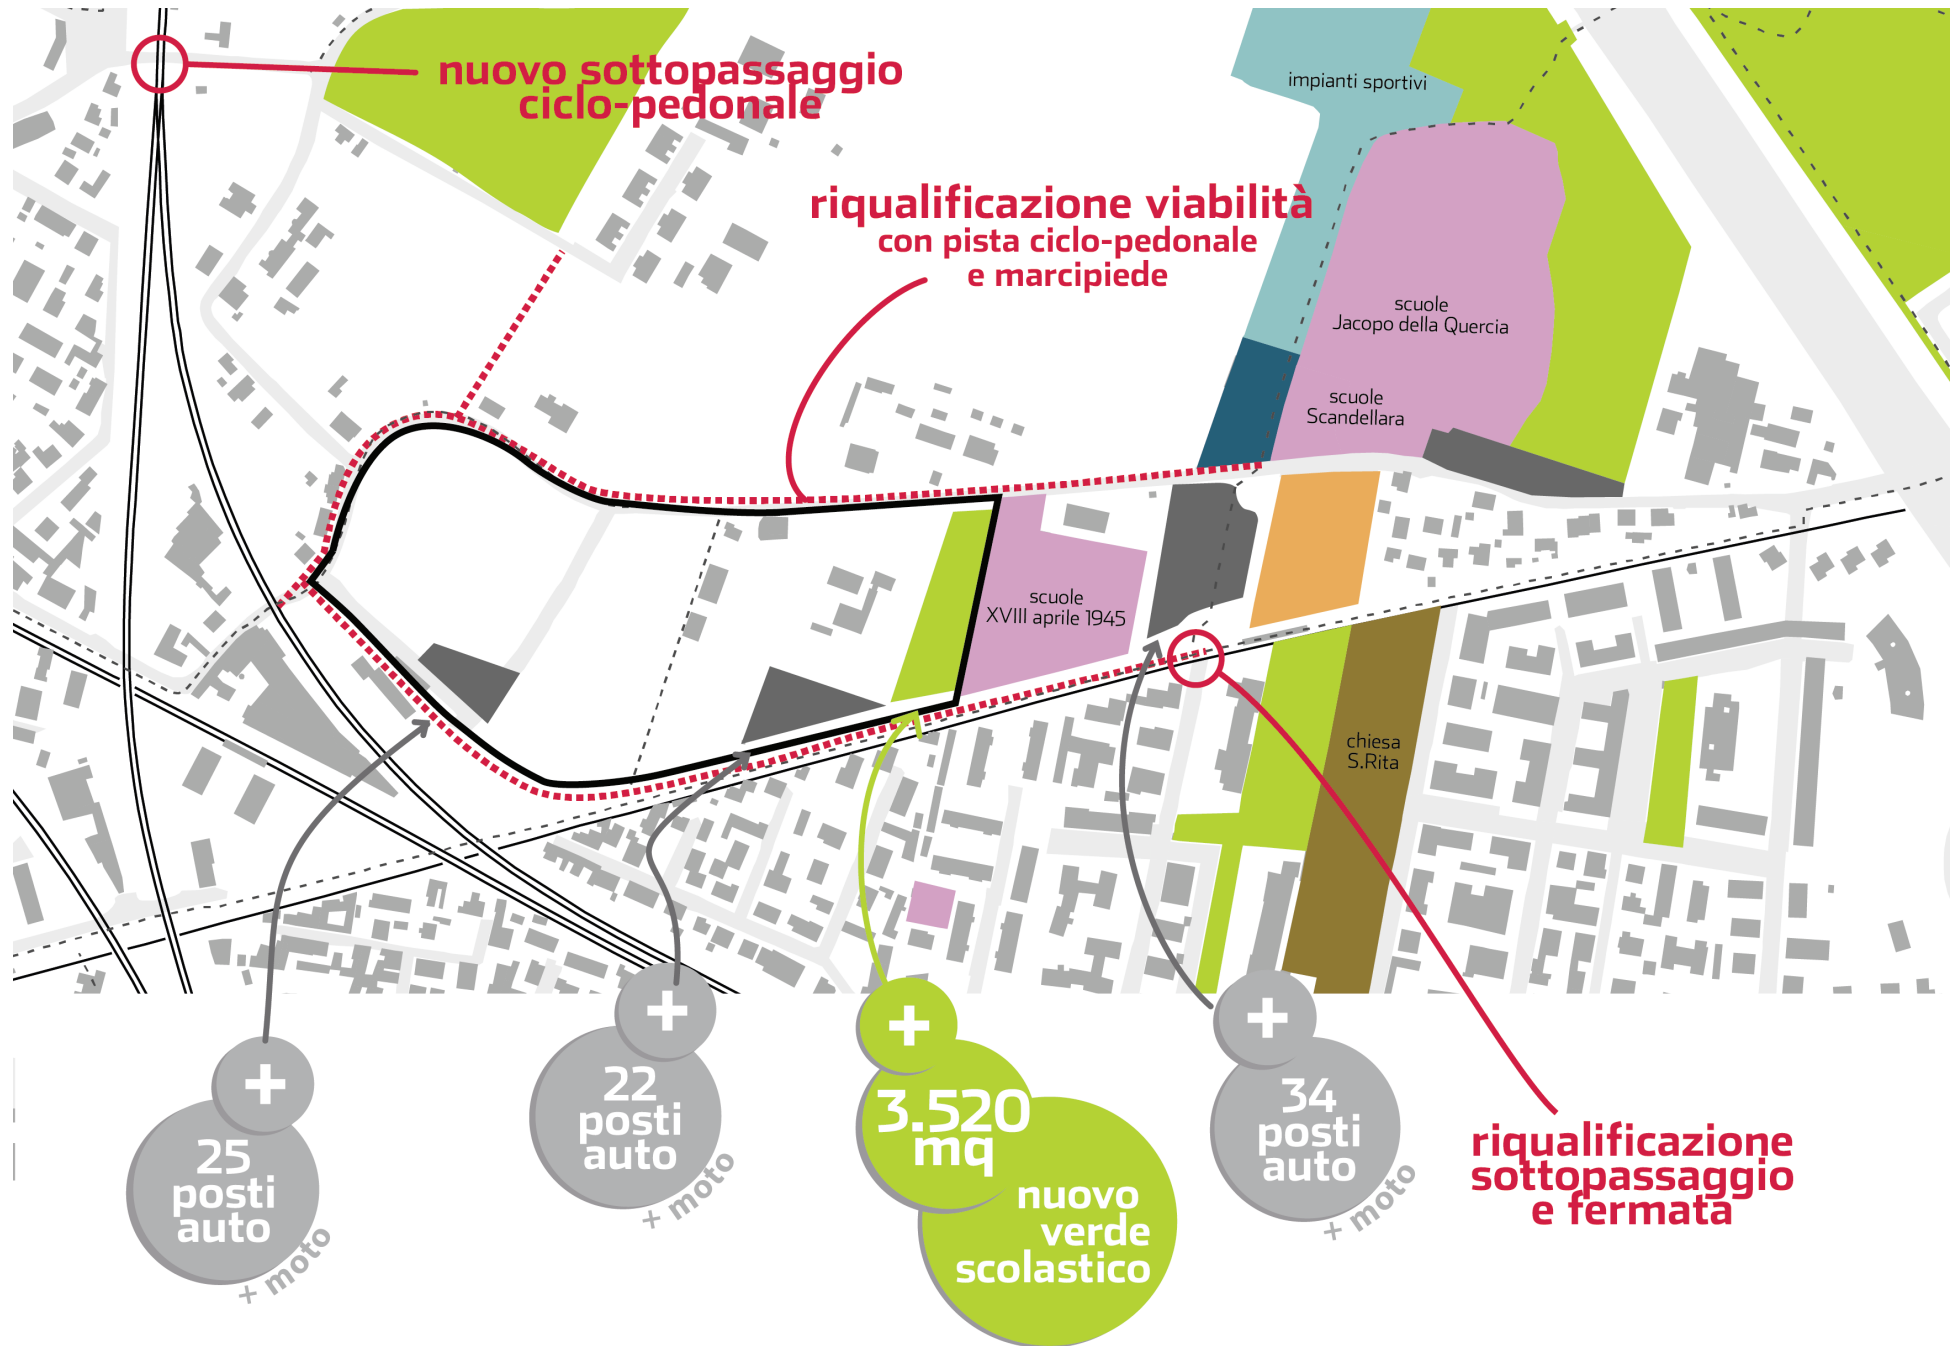 nuovo sottopassaggio
ciclo-pedonale
impianti sportivi
riqualificazione viabilità
con pista ciclo-pedonale
e marcipiede
scuole
Jacopo della Quercia
scuole
Scandellara
scuole
XVIII aprile 1945
chiesa
S.Rita
+
25
posti
auto
+ moto
+
22
posti
auto
+ moto
+
3.520
mq
nuovo
verde
scolastico
+
34
posti
auto
+ moto
riqualificazione
sottopassaggio
e fermata